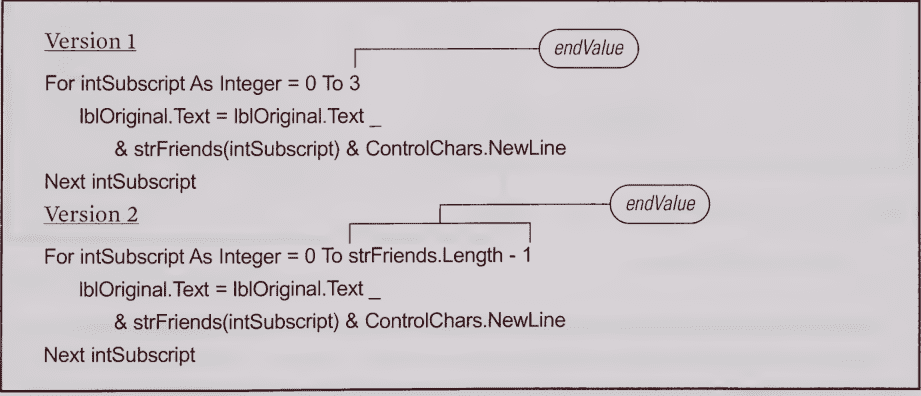 Version 1
endValue
For intSubscript As Integer = 0 To 3
lblOriginal.Text = lblOriginal.Text _
& strFriends(intSubscript) & ControlChars.NewLine
Next intSubscript
Version 2
endValue
For intSubscript As Integer = 0 To strFriends.Length - 1
lblOriginal.Text = lblOriginal.Text _
& strFriends(intSubscript) & ControlChars.NewLine
Next intSubscript